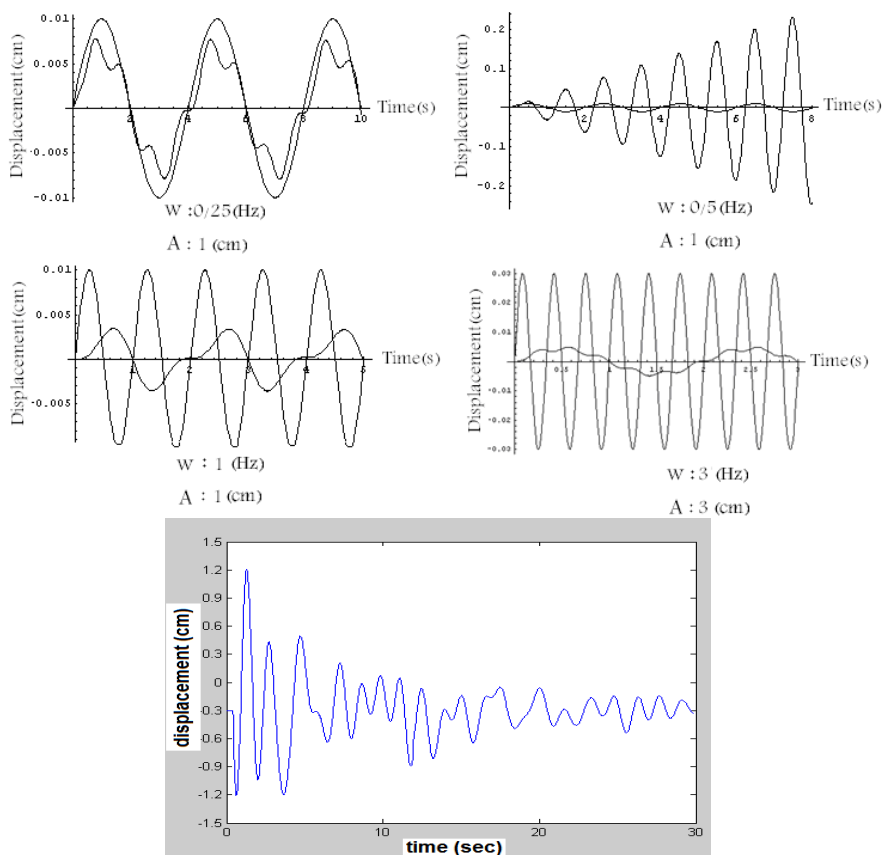 0.01
0.005
-0.005
-0.01
Displacement (cm)
2 4 6 8 10
Time(s)
W :0/25 (Hz)
A : 1 (cm)
0.2
0.1
-0.1
-0.2
Displacement (cm)
2 4 6 8
Time(s)
W : 0/5 (Hz)
A : 1 (cm)
0.01
0.005
-0.005
Displacement (cm)
1 2 3 4 5
Time(s)
W : 1 (Hz)
A : 1 (cm)
0.03
0.02
0.01
-0.01
-0.02
-0.03
Displacement (cm)
0.5 1 1.5 2 2.5 3
Time(s)
W : 3 (Hz)
A : 3 (cm)
1.5
1.2
0.9
0.6
0.3
0
-0.3
-0.6
-0.9
-1.2
-1.5
displacement (cm)
0 10 20 30
time (sec)